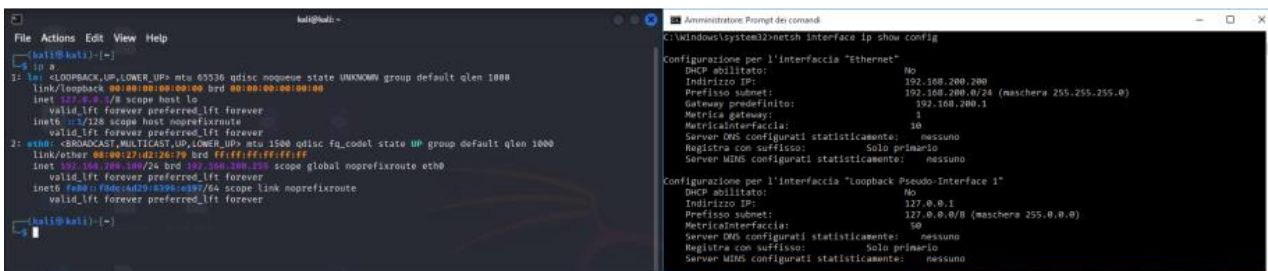 kali@kali: ~
File Actions Edit View Help
(kali㉿kali)-[~]
$ ip a
1: lo: <LOOPBACK,UP,LOWER_UP> mtu 65536 qdisc noqueue state UNKNOWN group default qlen 1000
link/loopback 00:00:00:00:00:00 brd 00:00:00:00:00:00
inet 127.0.0.1/8 scope host lo
valid_lft forever preferred_lft forever
inet6 ::1/128 scope host noprefixroute
valid_lft forever preferred_lft forever
2: eth0: <BROADCAST,MULTICAST,UP,LOWER_UP> mtu 1500 qdisc fq_codel state UP group default qlen 1000
link/ether 08:00:27:d2:26:79 brd ff:ff:ff:ff:ff:ff
inet 192.168.200.100/24 brd 192.168.200.255 scope global noprefixroute eth0
valid_lft forever preferred_lft forever
inet6 /64 scope link noprefixroute
valid_lft forever preferred_lft forever
(kali㉿kali)-[~]
$
Amministratore: Prompt dei comandi
C:\Windows\system32>netsh interface ip show config
Configurazione per l'interfaccia "Ethernet"
DHCP abilitato: No
Indirizzo IP: 192.168.200.200
Prefisso subnet: 192.168.200.0/24 (maschera 255.255.255.0)
Gateway predefinito: 192.168.200.1
Metrica gateway: 1
MetricaInterfaccia: 10
Server DNS configurati statisticamente: nessuno
Registra con suffisso: Solo primario
Server WINS configurati statisticamente: nessuno
Configurazione per l'interfaccia "Loopback Pseudo-Interface 1"
DHCP abilitato: No
Indirizzo IP: 127.0.0.1
Prefisso subnet: 127.0.0.0/8 (maschera 255.0.0.0)
MetricaInterfaccia: 50
Server DNS configurati statisticamente: nessuno
Registra con suffisso: Solo primario
Server WINS configurati statisticamente: nessuno